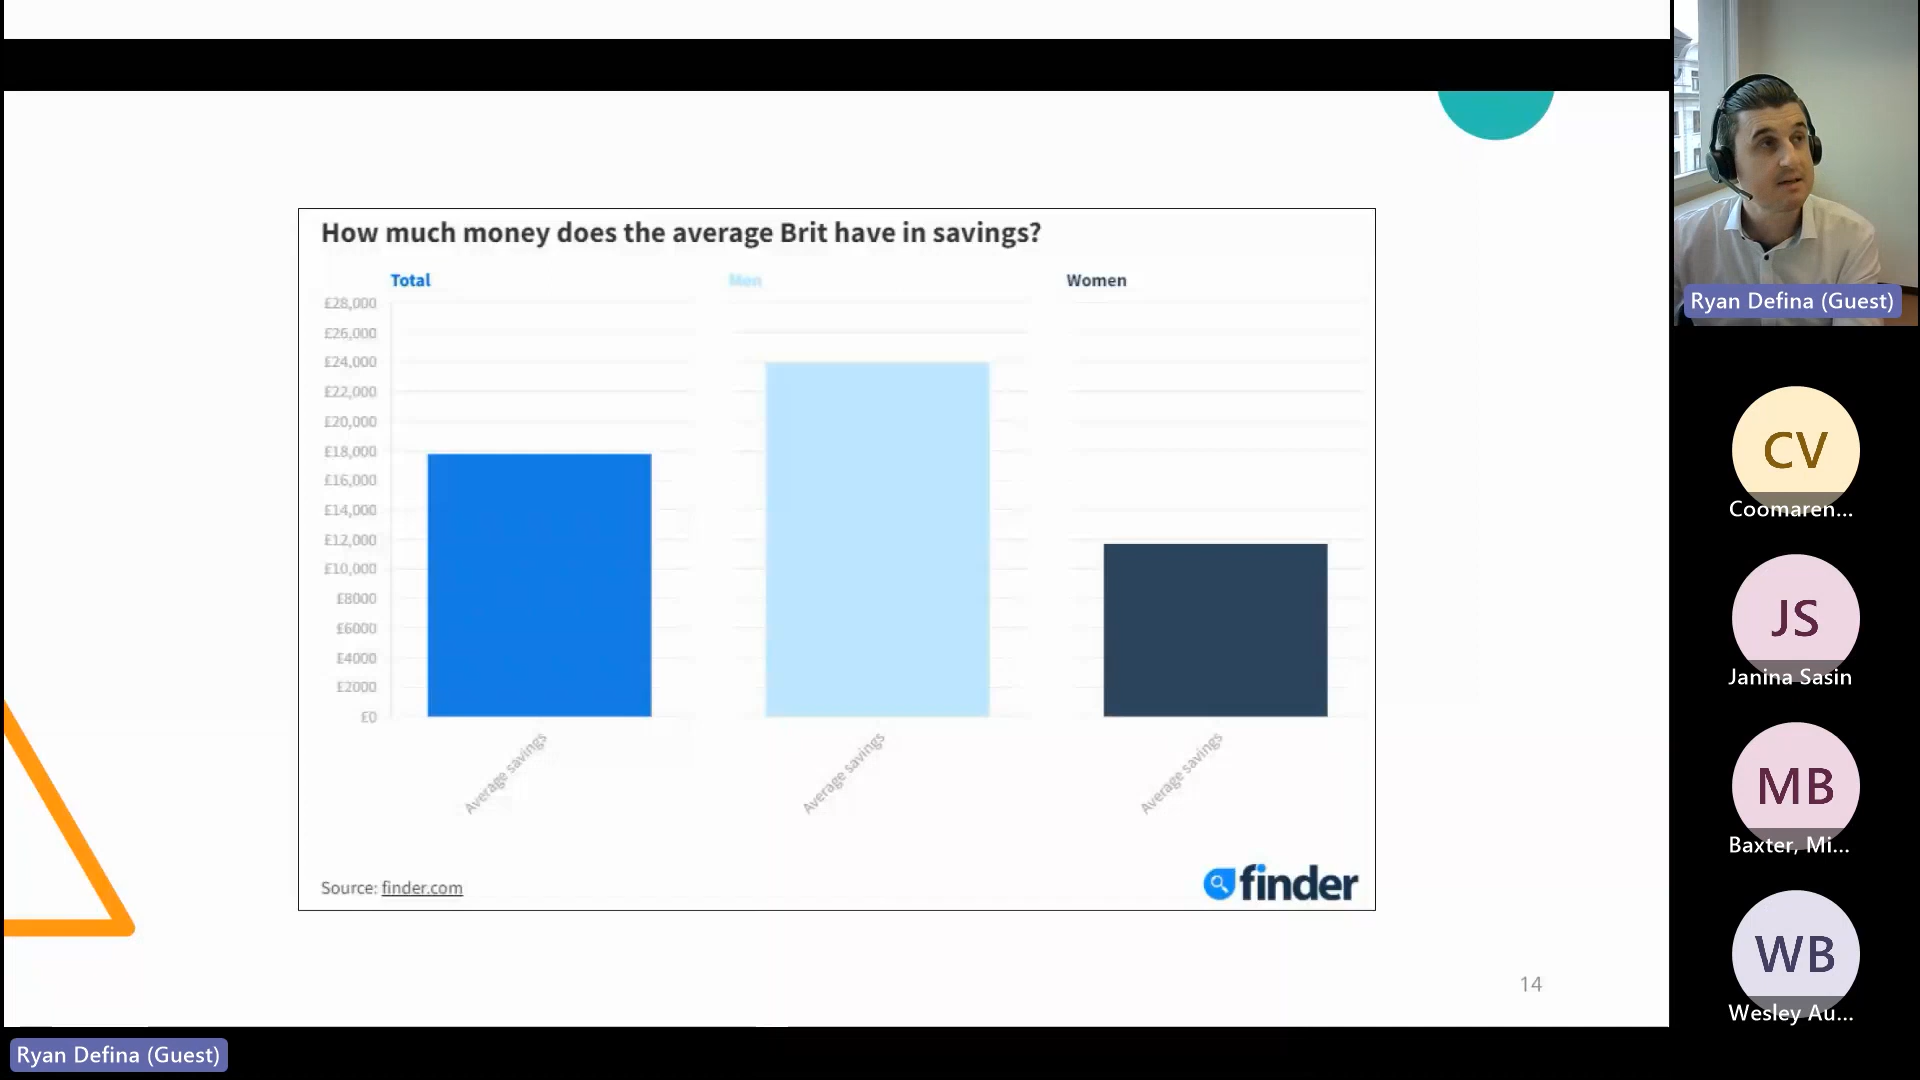 How much money does the average Brit have in savings?
Total
Men
Women
£28,000
£26,000
£24,000
£22,000
£20,000
£18,000
£16,000
£14,000
£12,000
£10,000
£8000
£6000
£4000
£2000
£0
Average savings
Average savings
Average savings
Source: finder.com
finder
14
Ryan Defina (Guest)
CV
Coomaren...
JS
Janina Sasin
MB
Baxter, Mi...
WB
Wesley Au...
Ryan Defina (Guest)